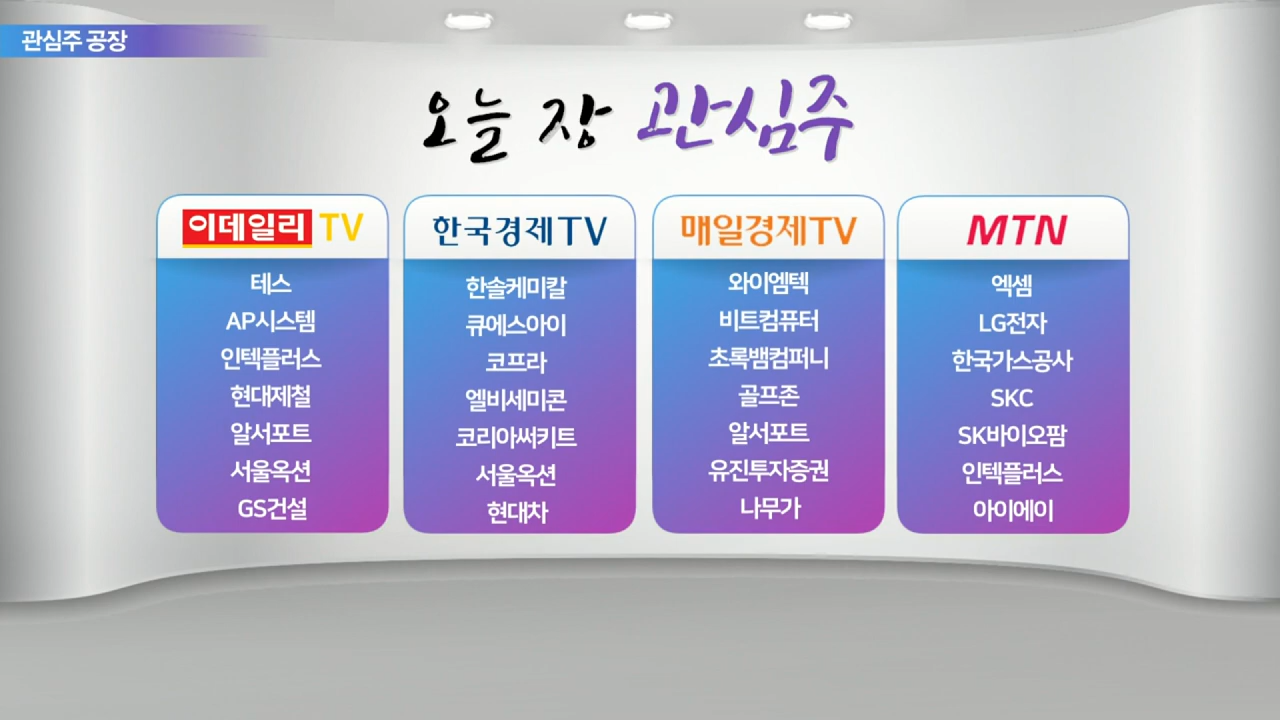 관심주 공장
오늘 장 관심주
이데일리 TV
테스
AP시스템
인텍플러스
현대제철
알서포트
서울옥션
GS건설
한국경제TV
한솔케미칼
큐에스아이
코프라
엘비세미콘
코리아써키트
서울옥션
현대차
매일경제TV
와이엠텍
비트컴퓨터
초록뱀컴퍼니
골프존
알서포트
유진투자증권
나무가
MTN
엑셈
LG전자
한국가스공사
SKC
SK바이오팜
인텍플러스
아이에이